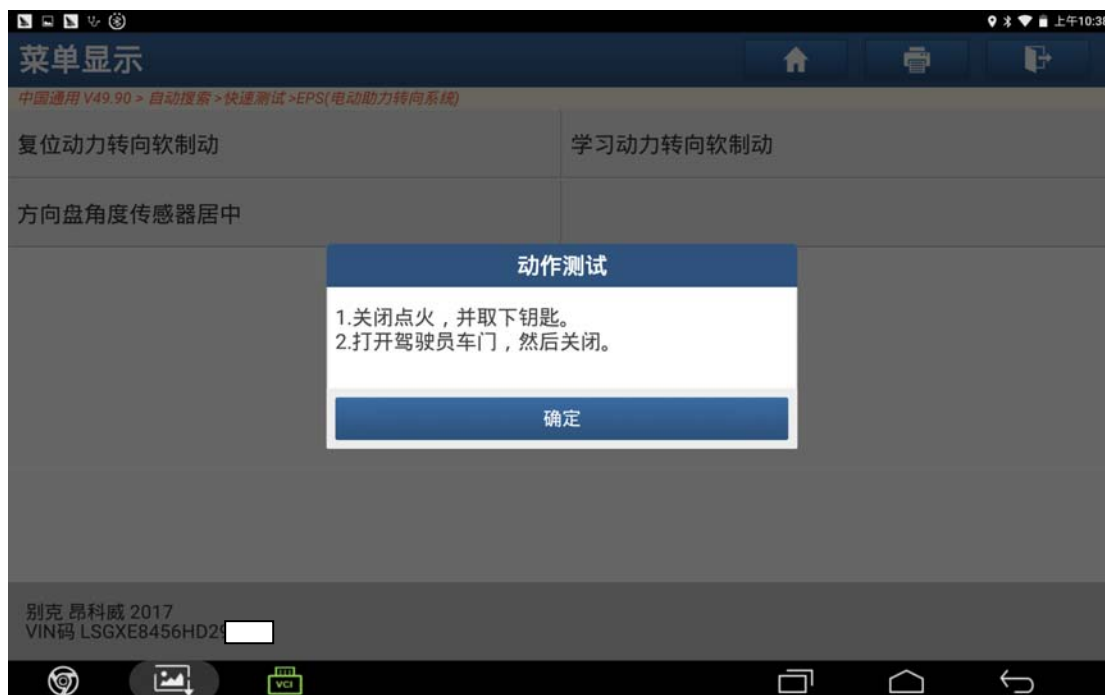 上午10:38
菜单显示
中国通用 V49.90 > 自动搜索 > 快速测试 >EPS(电动助力转向系统)
复位动力转向软制动
学习动力转向软制动
方向盘角度传感器居中
动作测试
1.关闭点火，并取下钥匙。
2.打开驾驶员车门，然后关闭。
确定
别克 昂科威 2017
VIN码 LSGXE8456HD29
VCI